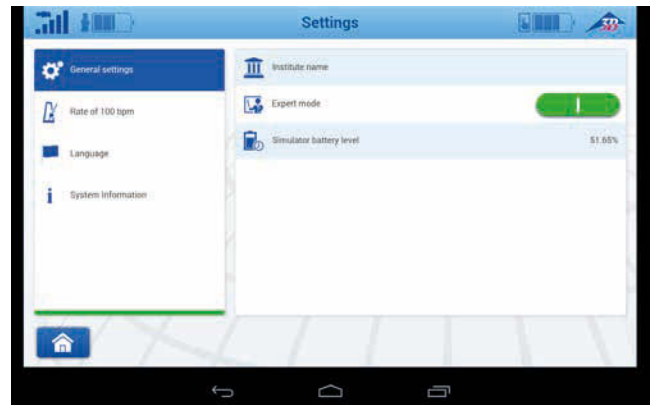 Settings
3B
General settings
Rate of 100 bpm
Language
System Information
Institute name
Expert mode
Simulator battery level
51.65%